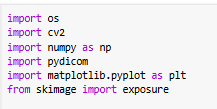 import os
import cv2
import numpy as np
import pydicom
import matplotlib.pyplot as plt
from skimage import exposure